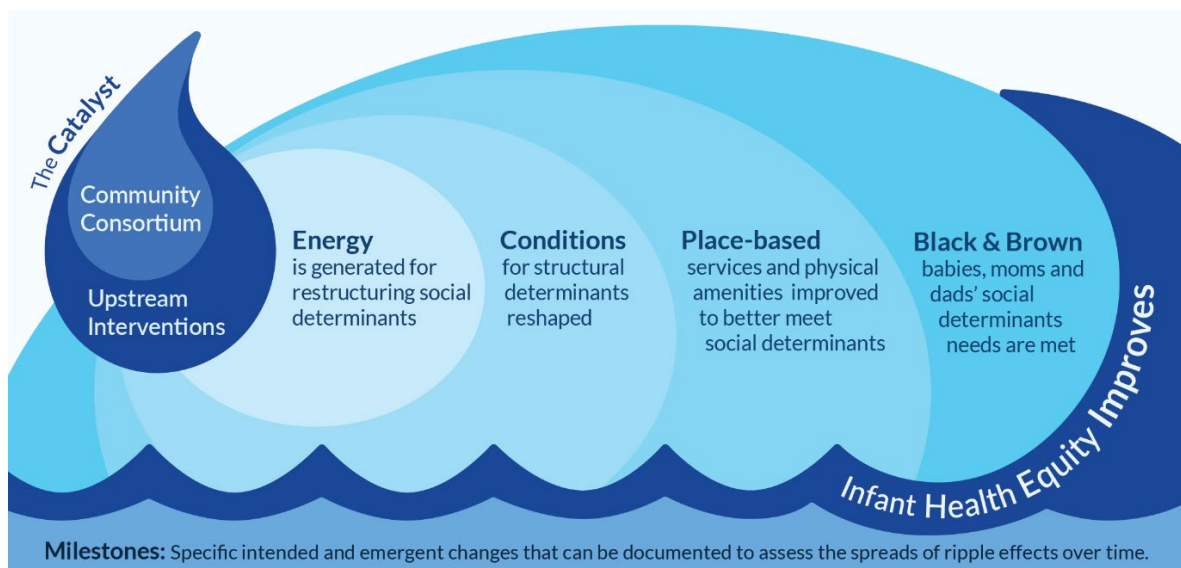 The Catalyst
Community
Consortium
Upstream
Interventions
Energy
is generated for
restructuring social
determinants
Conditions
for structural
determinants
reshaped
Place-based
services and physical
amenities improved
to better meet
social determinants
Black & Brown
babies, moms and
dads’ social
determinants
needs are met
Infant Health Equity Improves
Milestones: Specific intended and emergent changes that can be documented to assess the spreads of ripple effects over time.